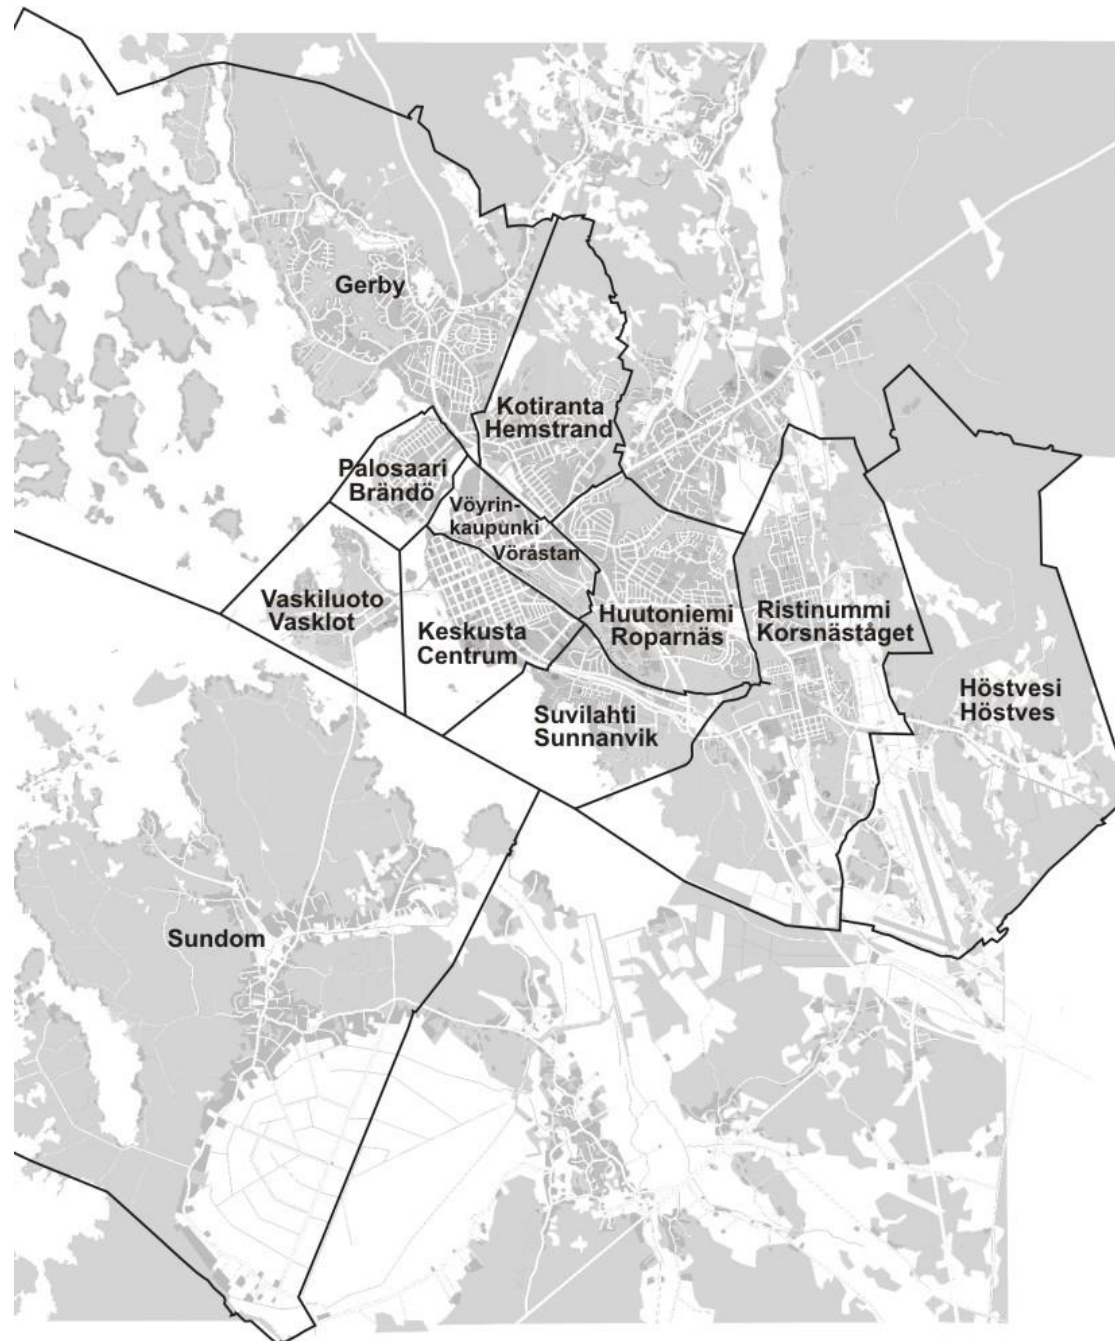 Gerby
Kotiranta
Hemstrand
Palosaari
Brändö
Vöyrin-
kaupunki
Vöråstan
Vaskiluoto
Vasklot
Keskusta
Centrum
Huutoniemi
Roparnäs
Ristinummi
Korsnäståget
Suvilahti
Sunnanvik
Höstvesi
Höstves
Sundom